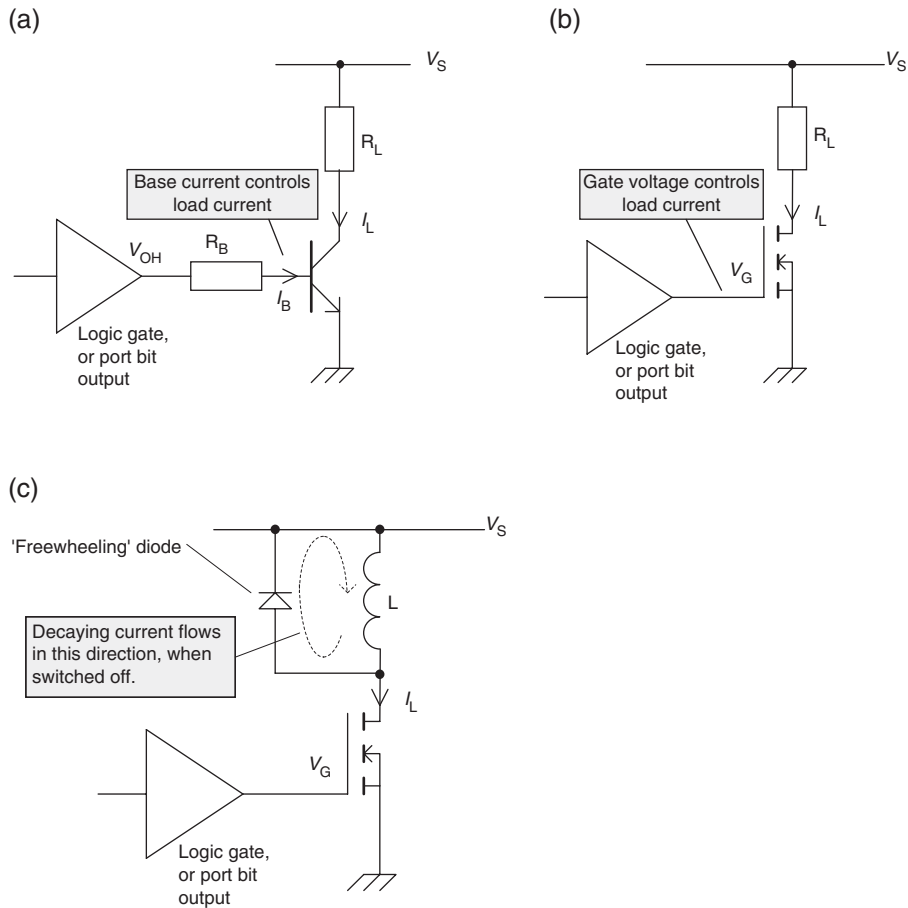 (a)
V_S
R_L
Base current controls
load current
I_L
V_OH
R_B
I_B
Logic gate,
or port bit
output
(b)
V_S
R_L
Gate voltage controls
load current
I_L
V_G
Logic gate,
or port bit
output
(c)
V_S
'Freewheeling' diode
L
Decaying current flows
in this direction, when
switched off.
I_L
V_G
Logic gate,
or port bit
output